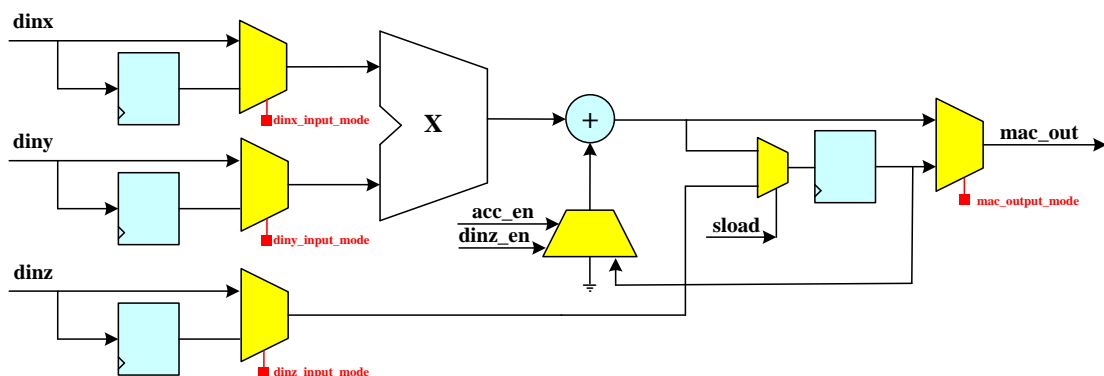 dinx
dinx_input_mode
X
+
mac_out
diny
diny_input_mode
acc_en
dinz_en
sload
mac_output_mode
dinz
dinz_input_mode